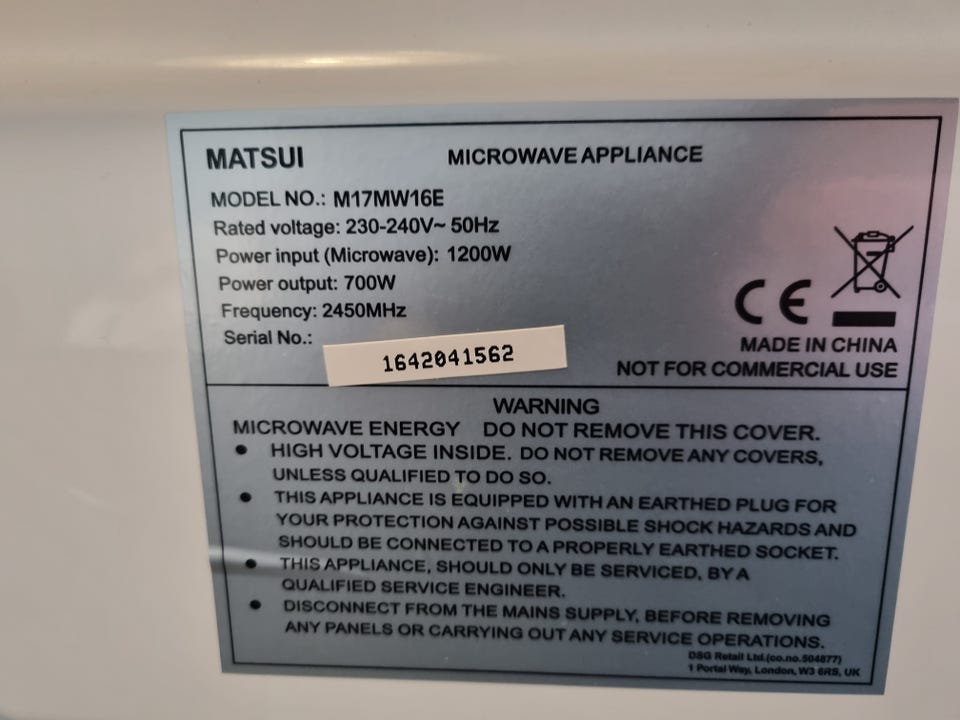 MATSUI MICROWAVE APPLIANCE
MODEL NO.: M17MW16E
Rated voltage: 230-240V~ 50Hz
Power input (Microwave): 1200W
Power output: 700W
Frequency: 2450MHz
Serial No.:
1642041562
CE
MADE IN CHINA
NOT FOR COMMERCIAL USE
WARNING
MICROWAVE ENERGY DO NOT REMOVE THIS COVER.
• HIGH VOLTAGE INSIDE. DO NOT REMOVE ANY COVERS,
UNLESS QUALIFIED TO DO SO.
• THIS APPLIANCE IS EQUIPPED WITH AN EARTHED PLUG FOR
YOUR PROTECTION AGAINST POSSIBLE SHOCK HAZARDS AND
SHOULD BE CONNECTED TO A PROPERLY EARTHED SOCKET.
• THIS APPLIANCE, SHOULD ONLY BE SERVICED, BY A
QUALIFIED SERVICE ENGINEER.
• DISCONNECT FROM THE MAINS SUPPLY, BEFORE REMOVING
ANY PANELS OR CARRYING OUT ANY SERVICE OPERATIONS.
DSG Retail Ltd.(co.no.504877)
1 Portal Way, London, W3 6RS, UK